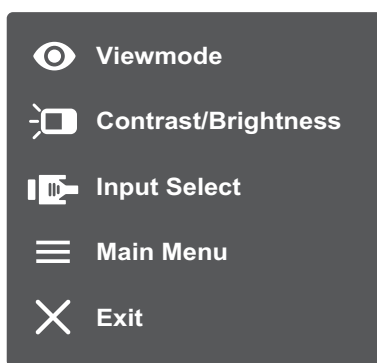 Viewmode
Contrast/Brightness
Input Select
Main Menu
Exit